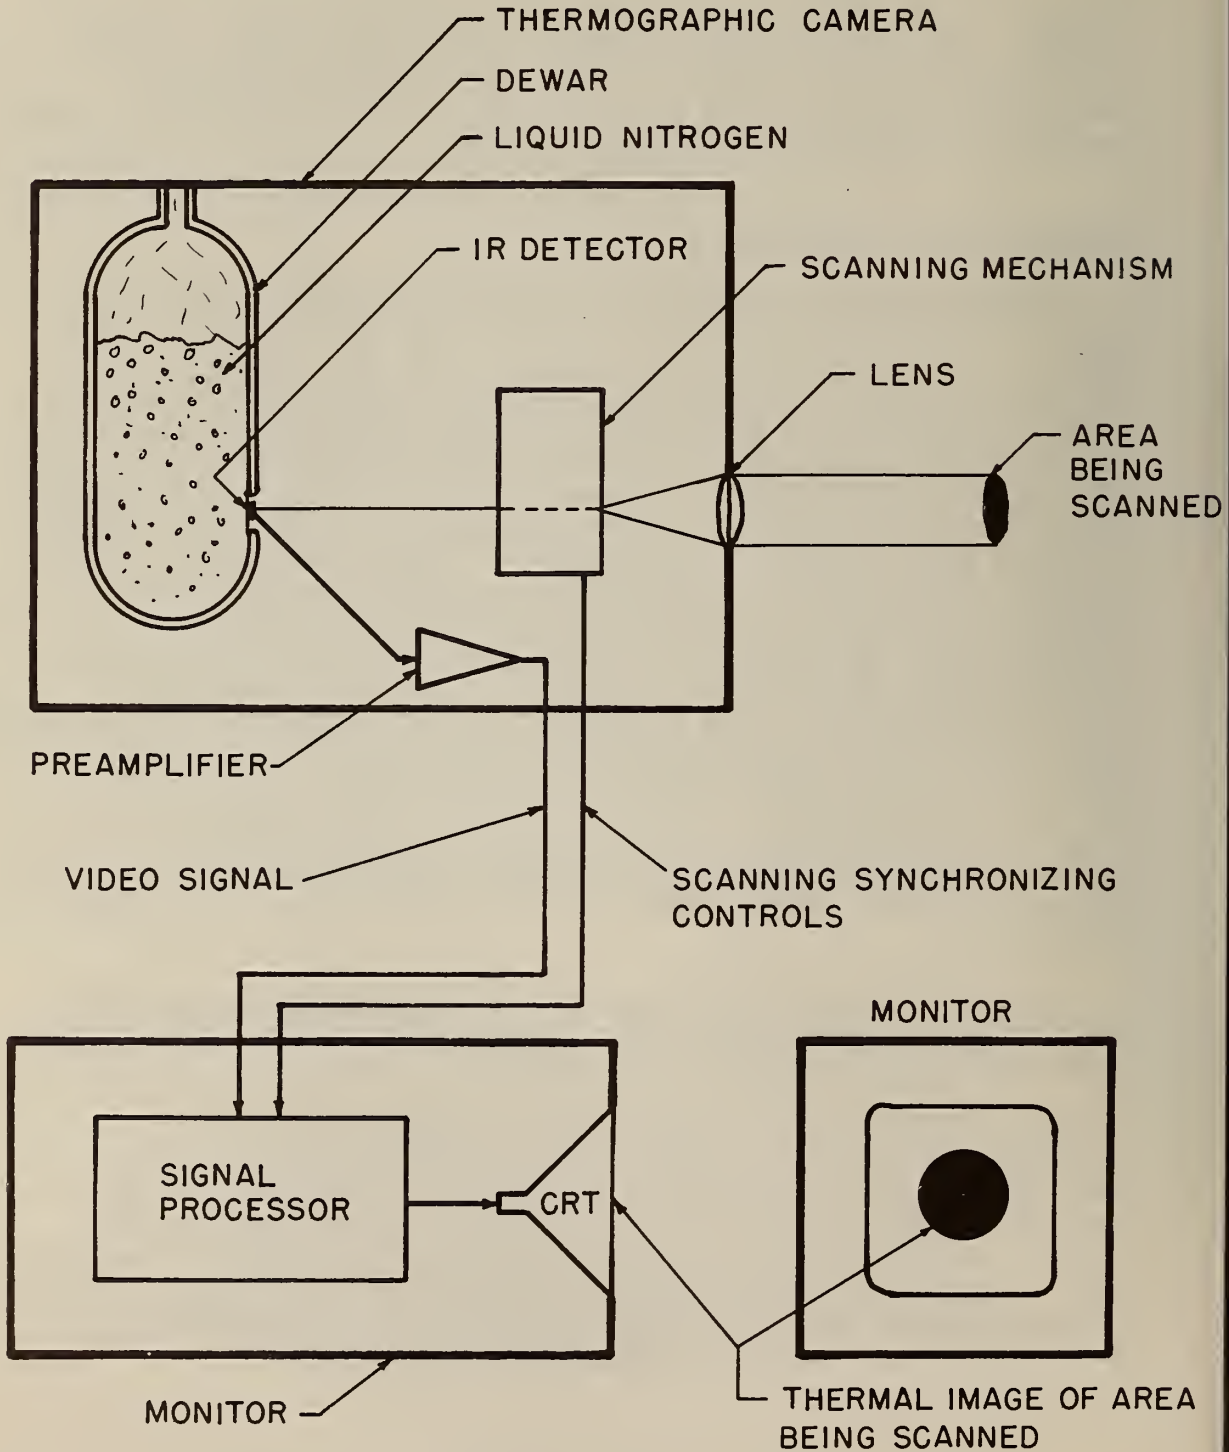 THERMOGRAPHIC CAMERA
DEWAR
LIQUID NITROGEN
IR DETECTOR
SCANNING MECHANISM
LENS
AREA
BEING
SCANNED
PREAMPLIFIER
VIDEO SIGNAL
SCANNING SYNCHRONIZING
CONTROLS
MONITOR
SIGNAL
PROCESSOR
CRT
MONITOR
THERMAL IMAGE OF AREA
BEING SCANNED